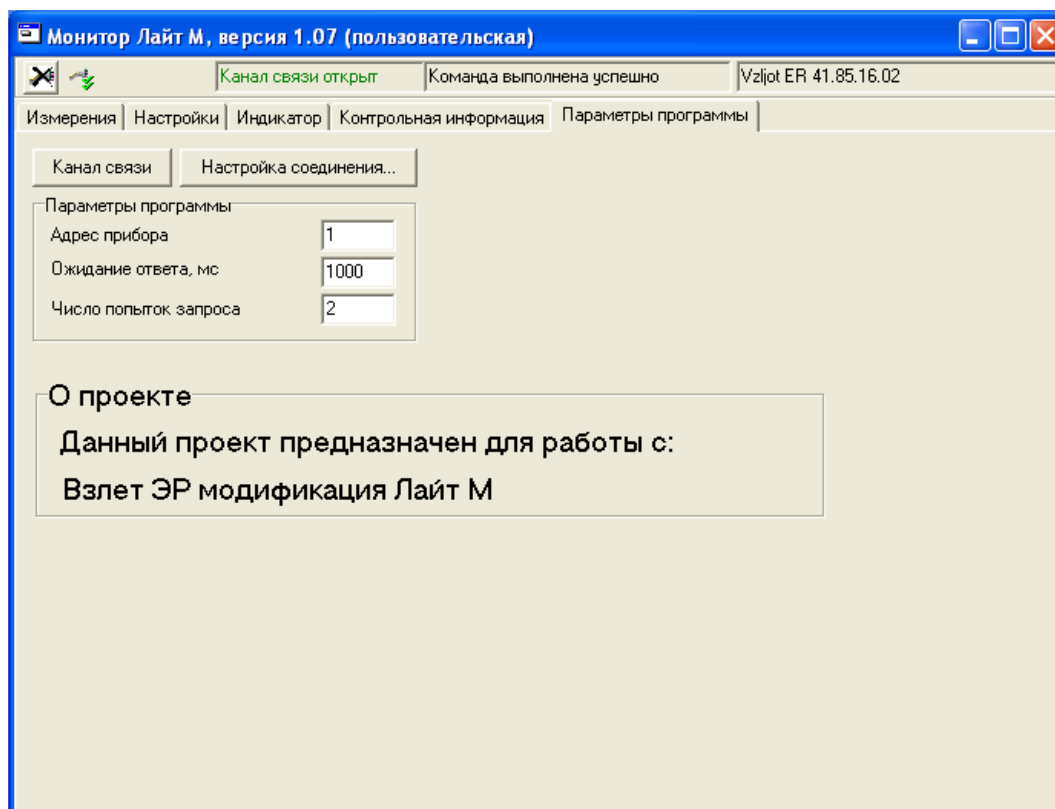 Монитор Лайт М, версия 1.07 (пользовательская)
Канал связи открыт Команда выполнена успешно Vzljot ER 41.85.16.02
Измерения Настройки Индикатор Контрольная информация Параметры программы
Канал связи Настройка соединения...
Параметры программы
Адрес прибора 1
Ожидание ответа, мс 1000
Число попыток запроса 2
О проекте
Данный проект предназначен для работы с:
Взлет ЭР модификация Лайт М